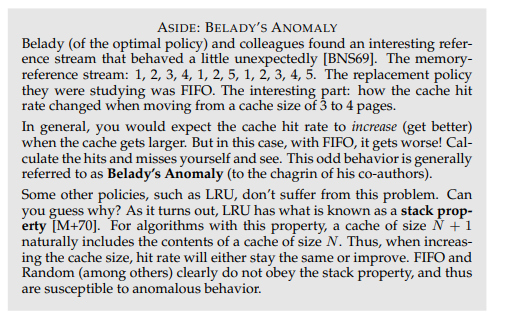 ASIDE: BELADY'S ANOMALY
Belady (of the optimal policy) and colleagues found an interesting refer-
ence stream that behaved a little unexpectedly [BNS69]. The memory-
reference stream: 1, 2, 3, 4, 1, 2, 5, 1, 2, 3, 4, 5. The replacement policy
they were studying was FIFO. The interesting part: how the cache hit
rate changed when moving from a cache size of 3 to 4 pages.
In general, you would expect the cache hit rate to increase (get better)
when the cache gets larger. But in this case, with FIFO, it gets worse! Cal-
culate the hits and misses yourself and see. This odd behavior is generally
referred to as Belady's Anomaly (to the chagrin of his co-authors).
Some other policies, such as LRU, don't suffer from this problem. Can
you guess why? As it turns out, LRU has what is known as a stack prop-
erty [M+70]. For algorithms with this property, a cache of size N + 1
naturally includes the contents of a cache of size N. Thus, when increas-
ing the cache size, hit rate will either stay the same or improve. FIFO and
Random (among others) clearly do not obey the stack property, and thus
are susceptible to anomalous behavior.